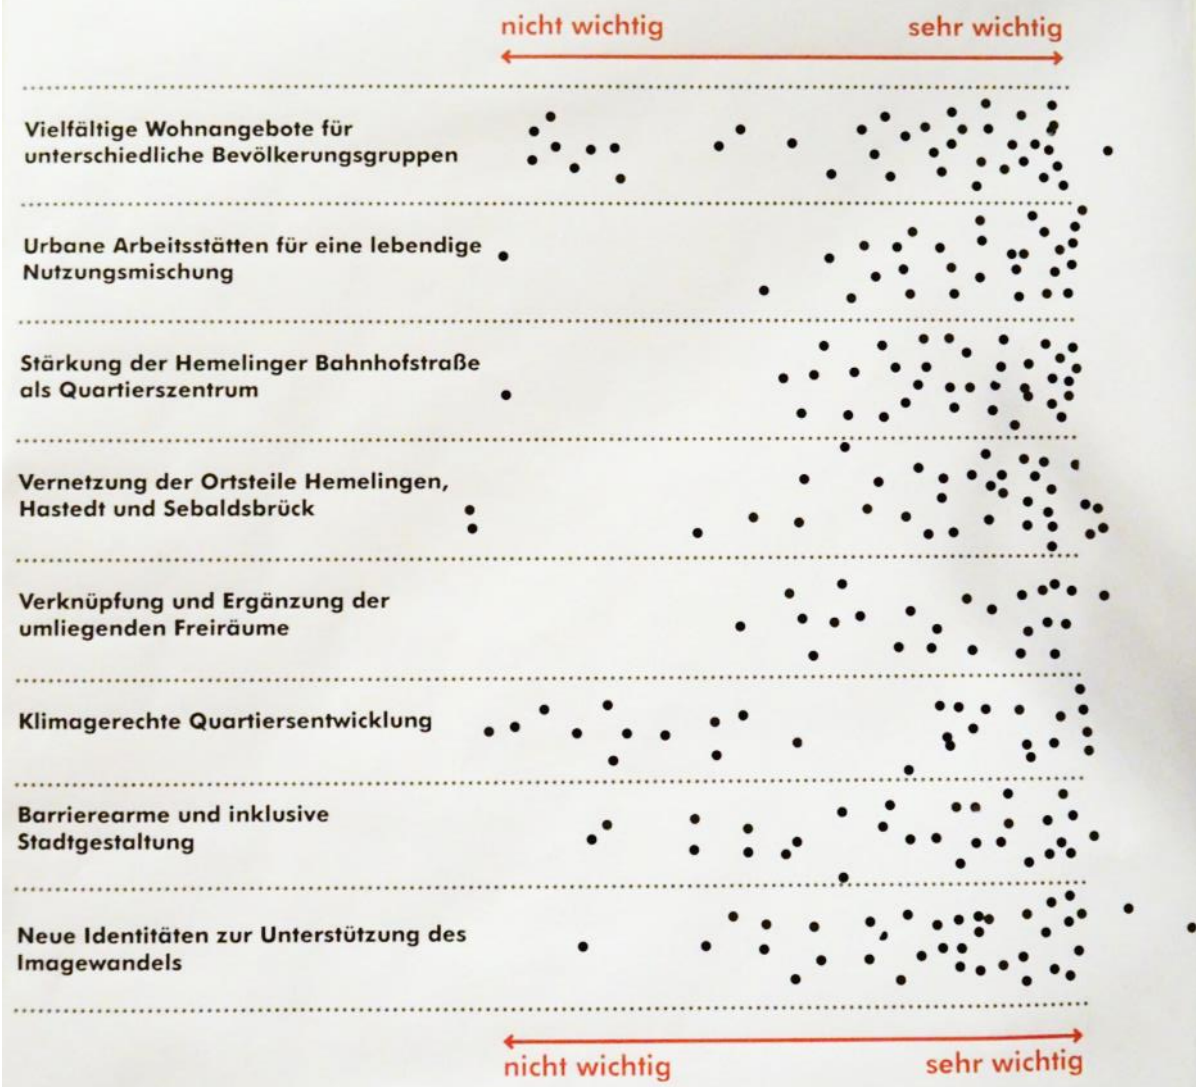 nicht wichtig sehr wichtig
Vielfältige Wohnangebote für
unterschiedliche Bevölkerungsgruppen
Urbane Arbeitsstätten für eine lebendige
Nutzungsmischung
Stärkung der Hemelinger Bahnhofstraße
als Quartierszentrum
Vernetzung der Ortsteile Hemelingen,
Hastedt und Sebaldsbrück
Verknüpfung und Ergänzung der
umliegenden Freiräume
Klimagerechte Quartiersentwicklung
Barrierearme und inklusive
Stadtgestaltung
Neue Identitäten zur Unterstützung des
Imagewandels
nicht wichtig sehr wichtig